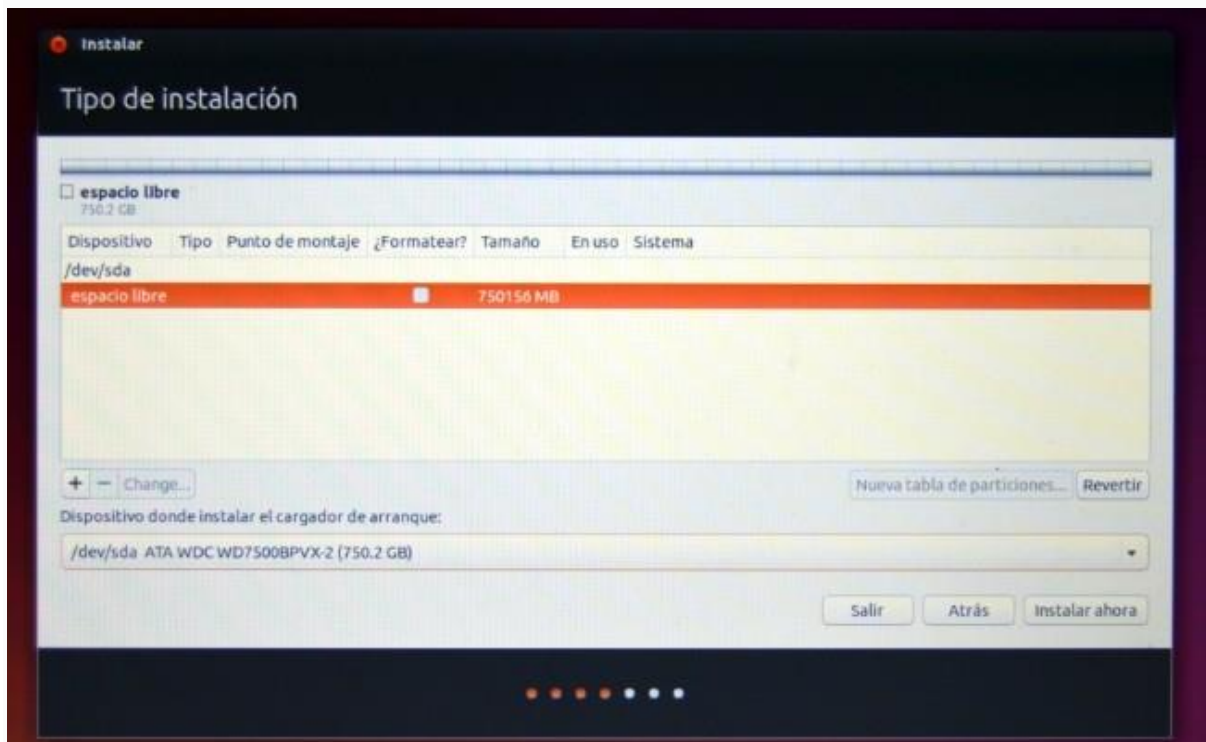 Instalar
Tipo de instalación
espacio libre
750.2 GB
Dispositivo Tipo Punto de montaje ¿Formatear? Tamaño En uso Sistema
/dev/sda
espacio libre 750156 MB
+ − Change... Nueva tabla de particiones... Revertir
Dispositivo donde instalar el cargador de arranque:
/dev/sda ATA WDC WD7500BPVX-2 (750.2 GB)
Salir Atrás Instalar ahora